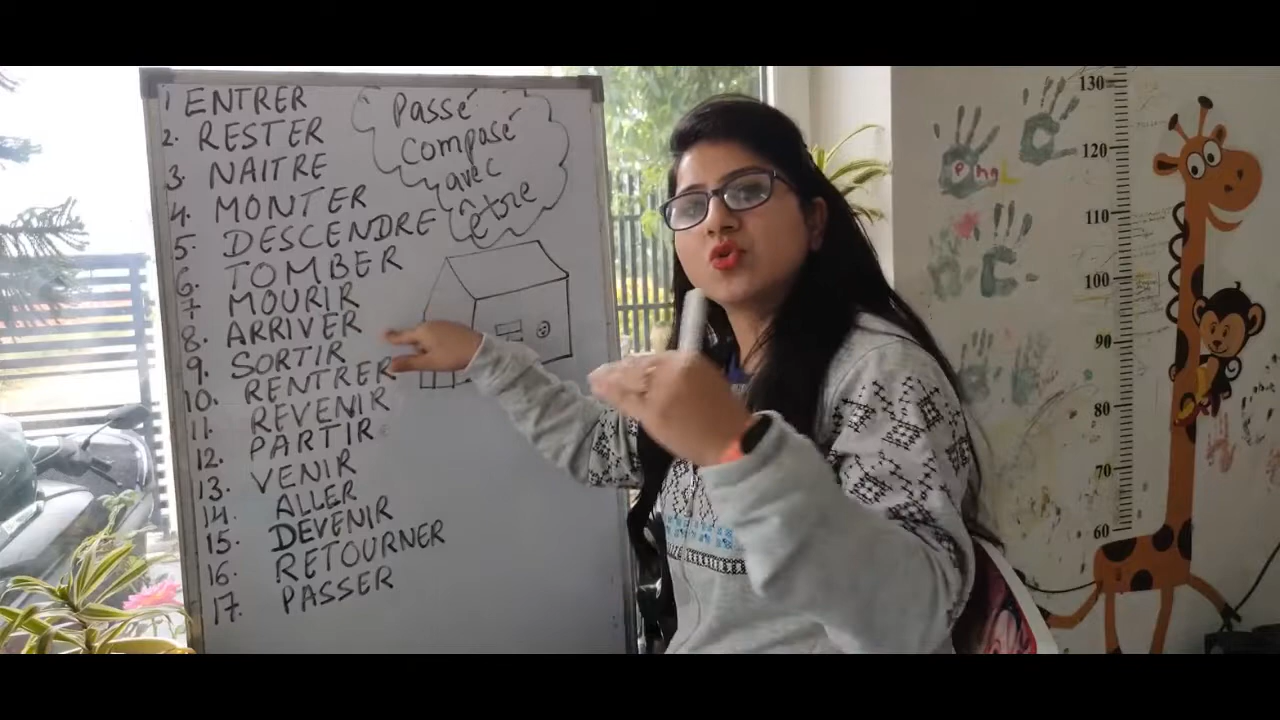 1 ENTRER
2. RESTER
3. NAITRE
4. MONTER
5. DESCENDRE
6. TOMBER
7 MOURIR
8. ARRIVER
9. SORTIR
10. RENTRER
11. REVENIR
12. PARTIR
13. VENIR
14. ALLER
15. DEVENIR
16. RETOURNER
17. PASSER
Passé
Composé
avec
être
130
120
110
100
90
80
70
60